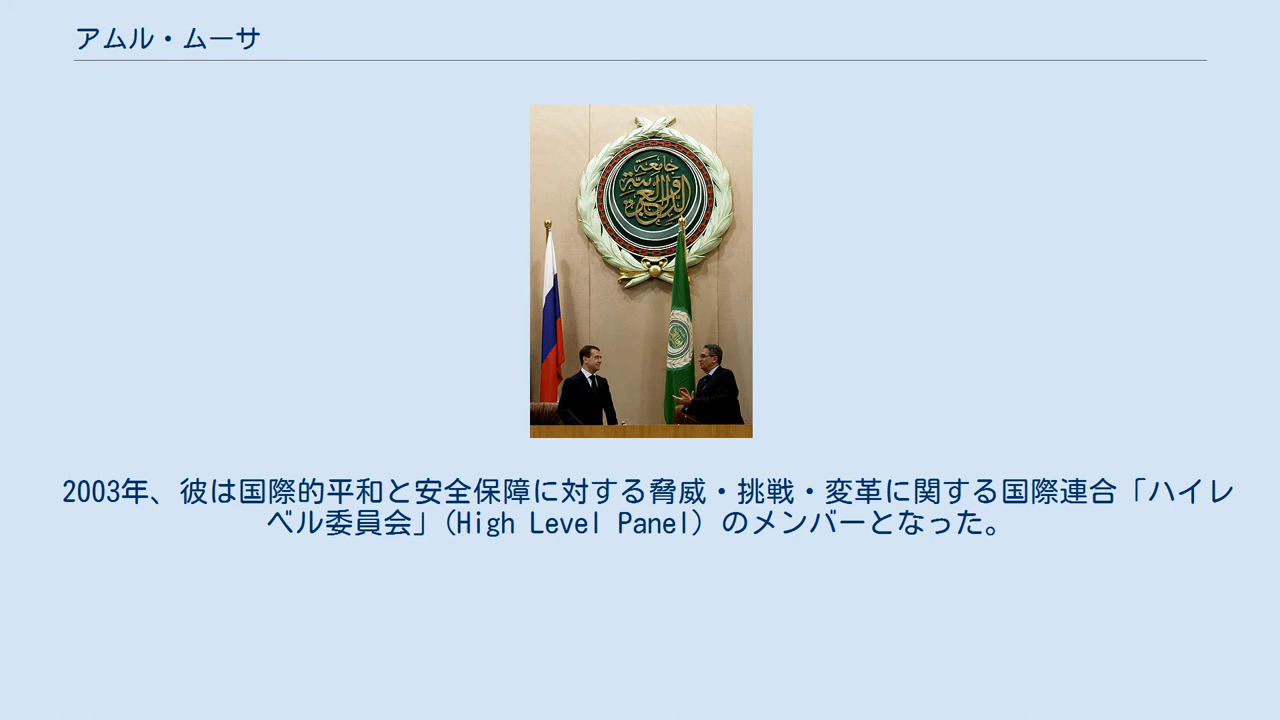 アムル・ムーサ
جامعة
الدول العربية
2003年、彼は国際的平和と安全保障に対する脅威・挑戦・変革に関する国際連合「ハイレ
ベル委員会」(High Level Panel) のメンバーとなった。